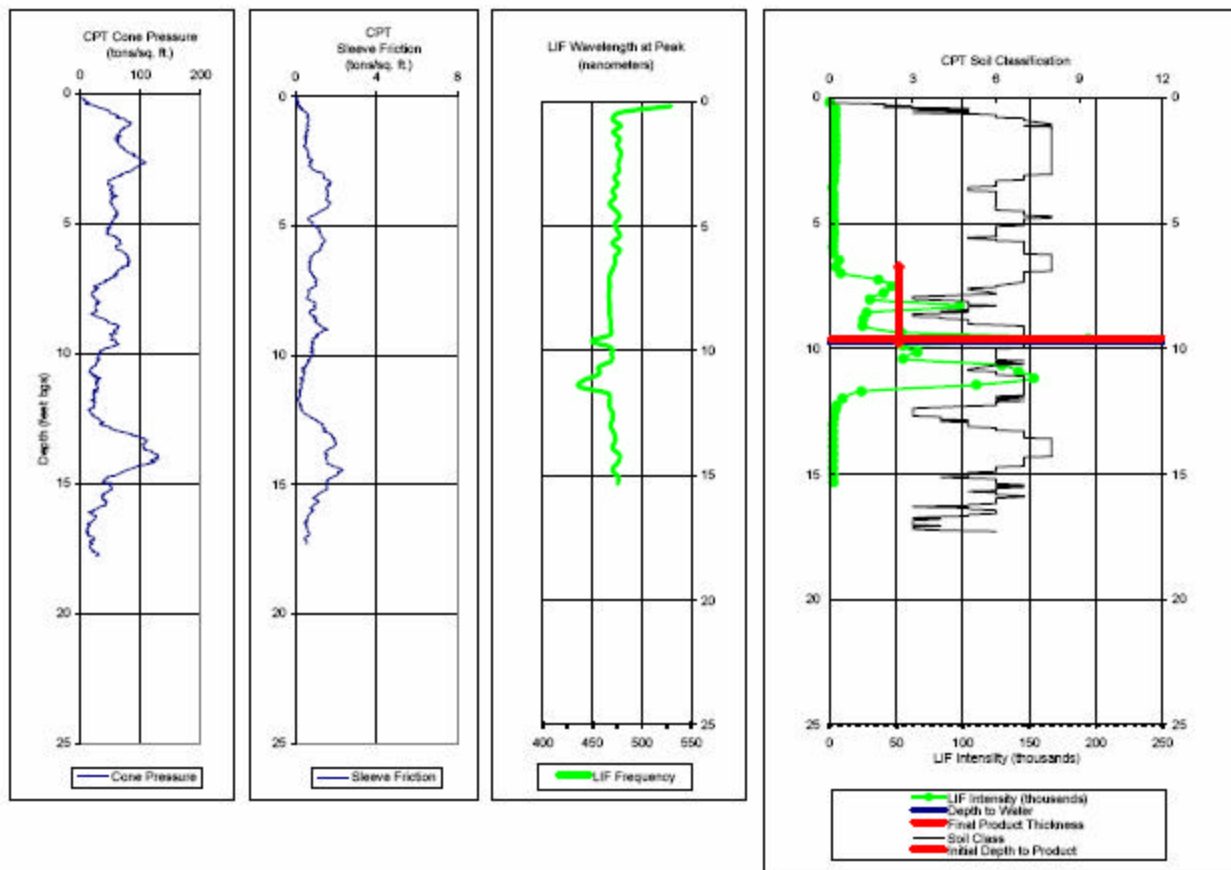 CPT Cone Pressure
(tons/sq. ft.)
0 100 200
0
5
10
15
20
25
Depth (feet bgs)
Cone Pressure
CPT
Sleeve Friction
(tons/sq. ft.)
0 4 8
0
5
10
15
20
25
Sleeve Friction
LIF Wavelength at Peak
(nanometers)
0
5
10
15
20
25
400 450 500 550
LIF Frequency
CPT Soil Classification
0 3 6 9 12
0 0
5 5
10 10
15 15
20 20
25 25
0 50 100 150 200 250
LIF Intensity (thousands)
LIF Intensity (thousands)
Depth to Water
Final Product Thickness
Soil Class
Initial Depth to Product